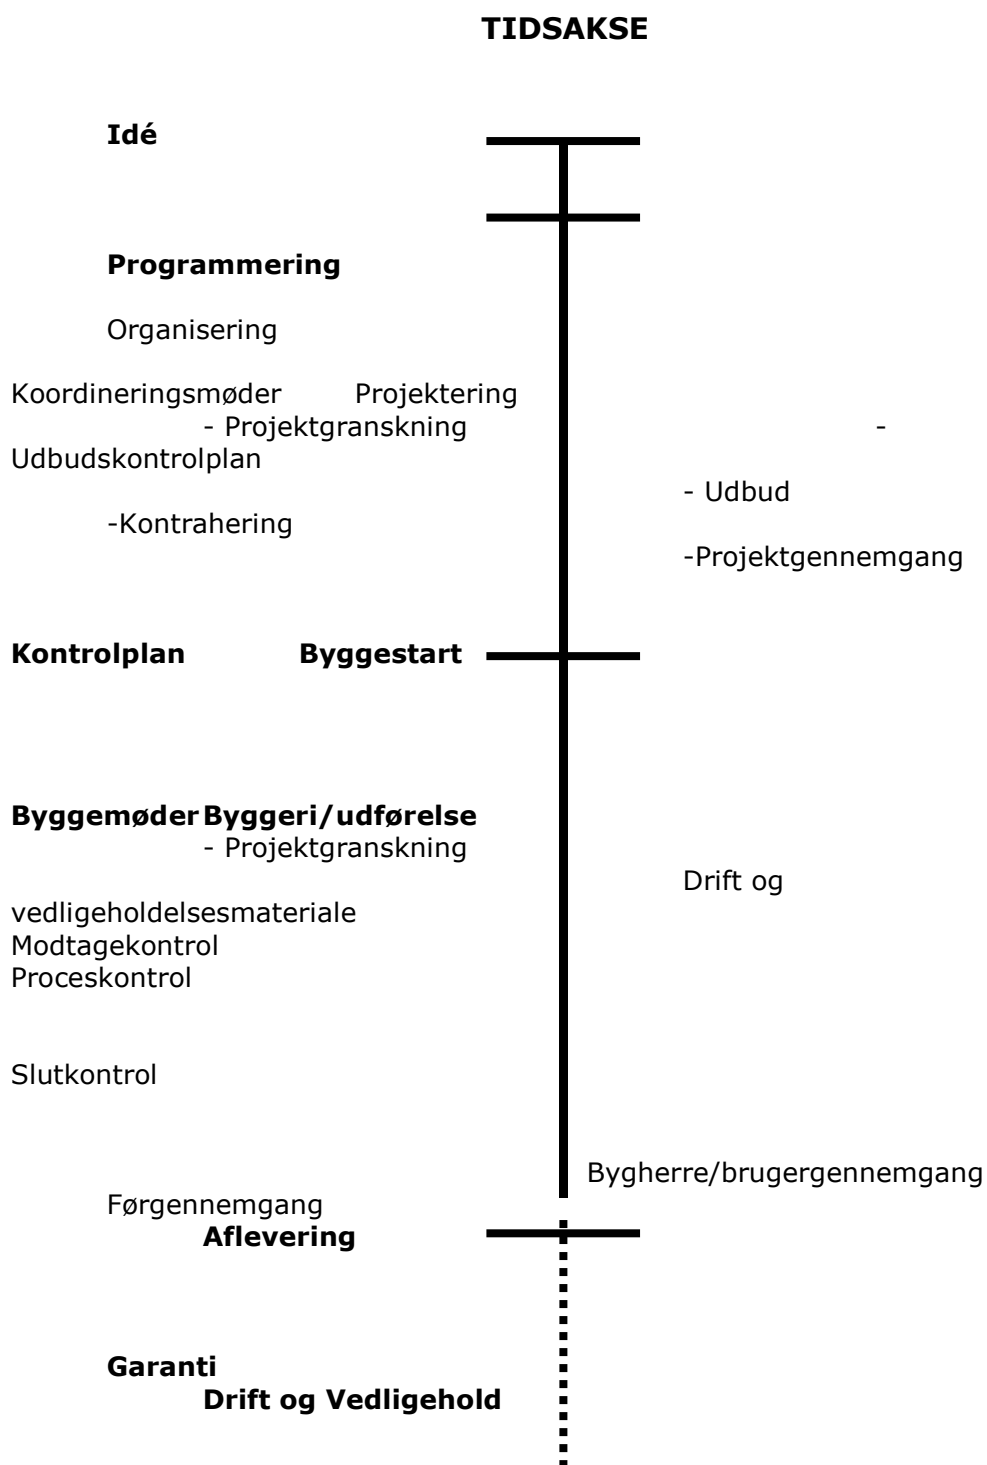 TIDSAKSE
Idé
Programmering
Organisering
Koordineringsmøder Projektering
- Projektgranskning -
Udbudskontrolplan
- Udbud
-Kontrahering
-Projektgennemgang
Kontrolplan Byggestart
Byggemøder Byggeri/udførelse
- Projektgranskning
Drift og
vedligeholdelsesmateriale
Modtagekontrol
Proceskontrol
Slutkontrol
Bygherre/brugergennemgang
Førgennemgang
Aflevering
Garanti
Drift og Vedligehold